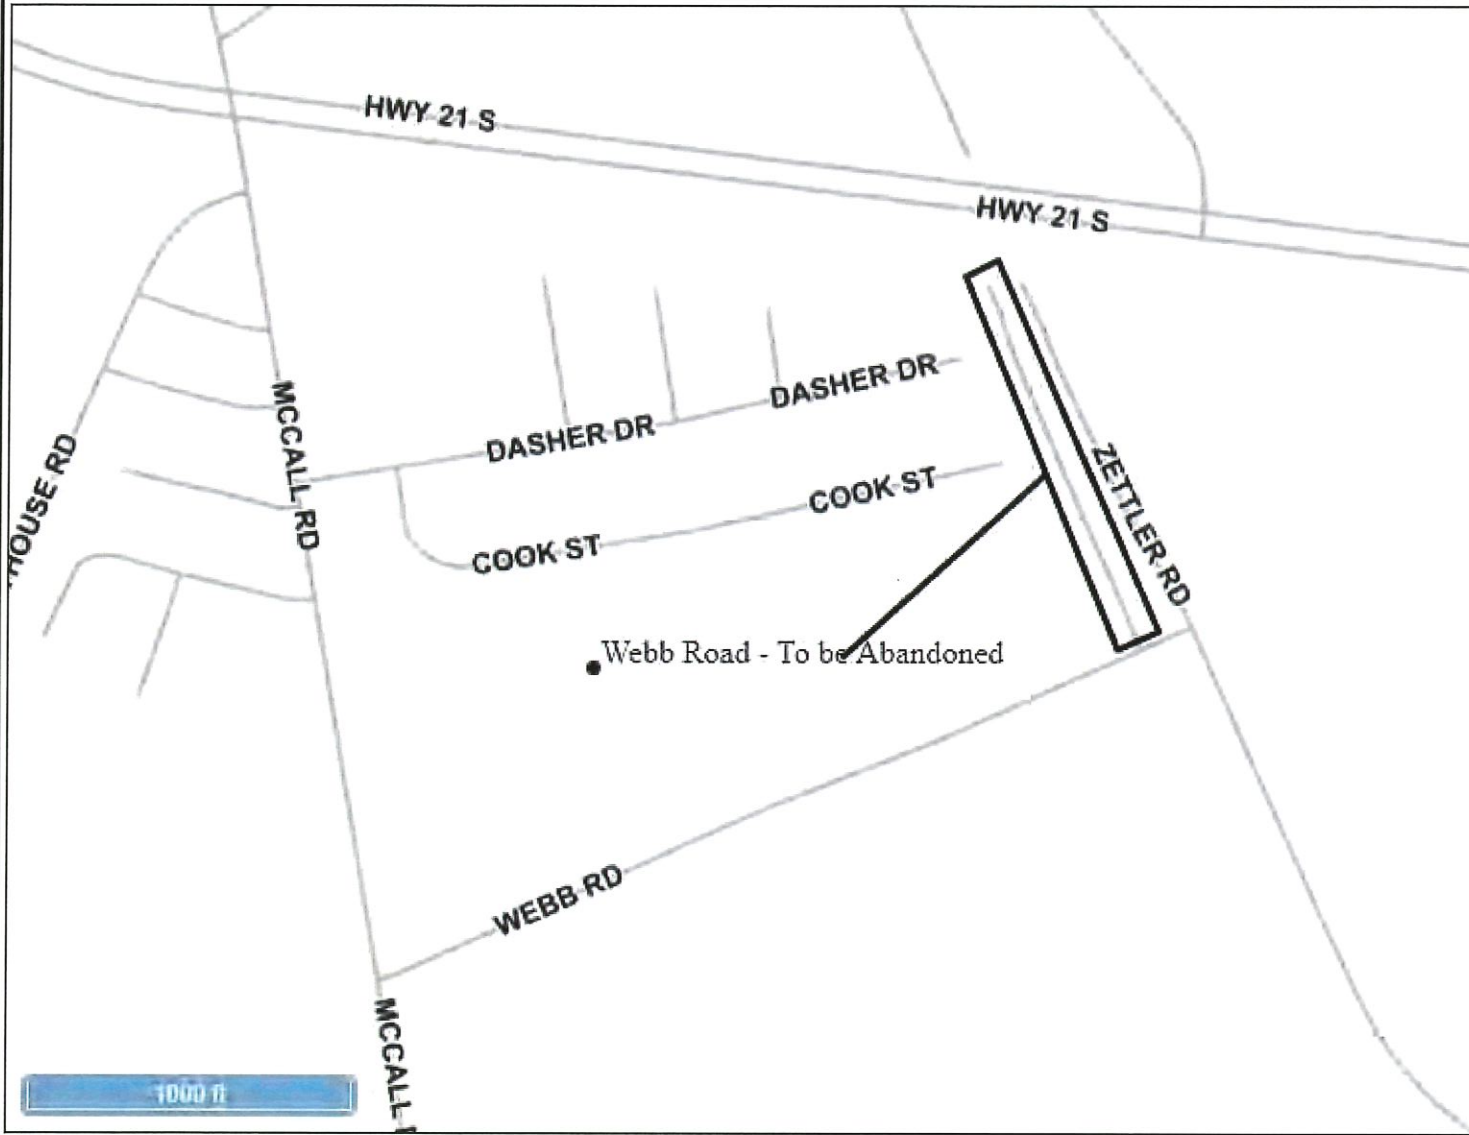 HWY 21 S
HWY 21 S
MCCALL RD
DASHER DR
DASHER DR
HOUSE RD
ZETTLER RD
COOK ST
COOK ST
Webb Road - To be Abandoned
WEBB RD
MCCALL
1000 ft